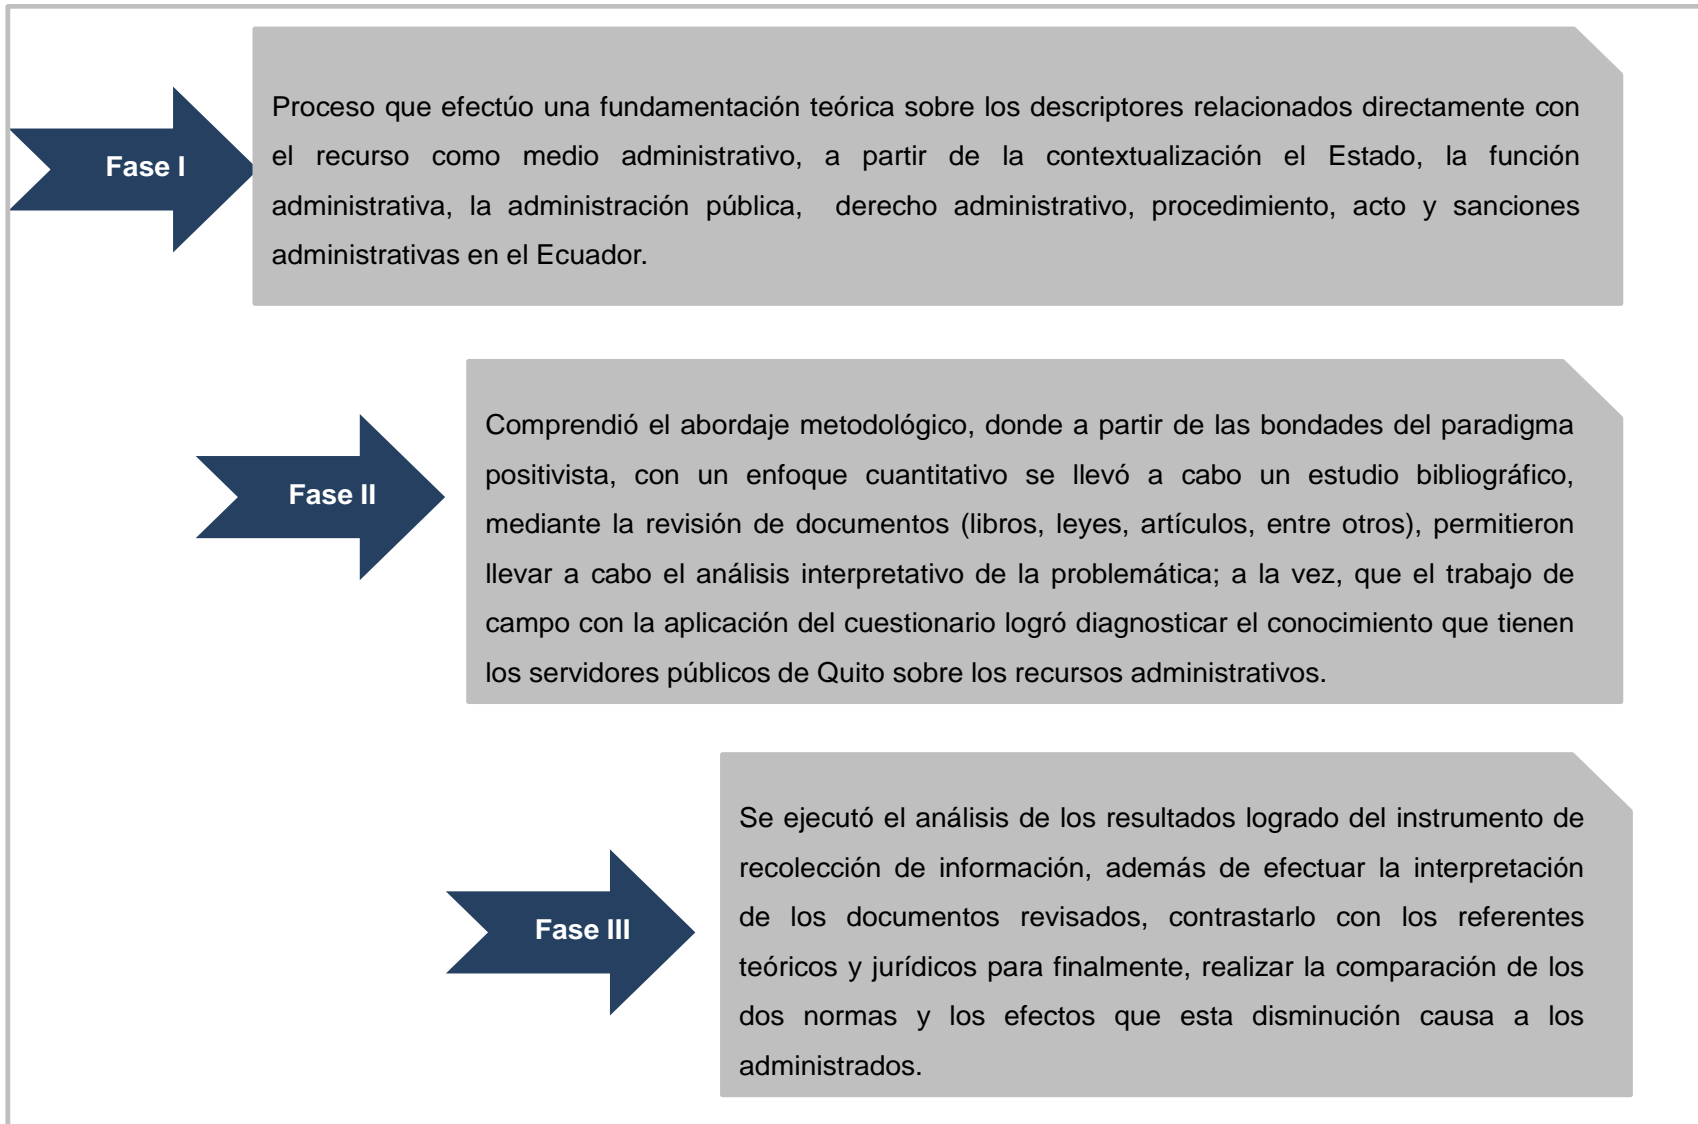 Fase I
Proceso que efectúo una fundamentación teórica sobre los descriptores relacionados directamente con
el recurso como medio administrativo, a partir de la contextualización el Estado, la función
administrativa, la administración pública, derecho administrativo, procedimiento, acto y sanciones
administrativas en el Ecuador.
Fase II
Comprendió el abordaje metodológico, donde a partir de las bondades del paradigma
positivista, con un enfoque cuantitativo se llevó a cabo un estudio bibliográfico,
mediante la revisión de documentos (libros, leyes, artículos, entre otros), permitieron
llevar a cabo el análisis interpretativo de la problemática; a la vez, que el trabajo de
campo con la aplicación del cuestionario logró diagnosticar el conocimiento que tienen
los servidores públicos de Quito sobre los recursos administrativos.
Fase III
Se ejecutó el análisis de los resultados logrado del instrumento de
recolección de información, además de efectuar la interpretación
de los documentos revisados, contrastarlo con los referentes
teóricos y jurídicos para finalmente, realizar la comparación de los
dos normas y los efectos que esta disminución causa a los
administrados.